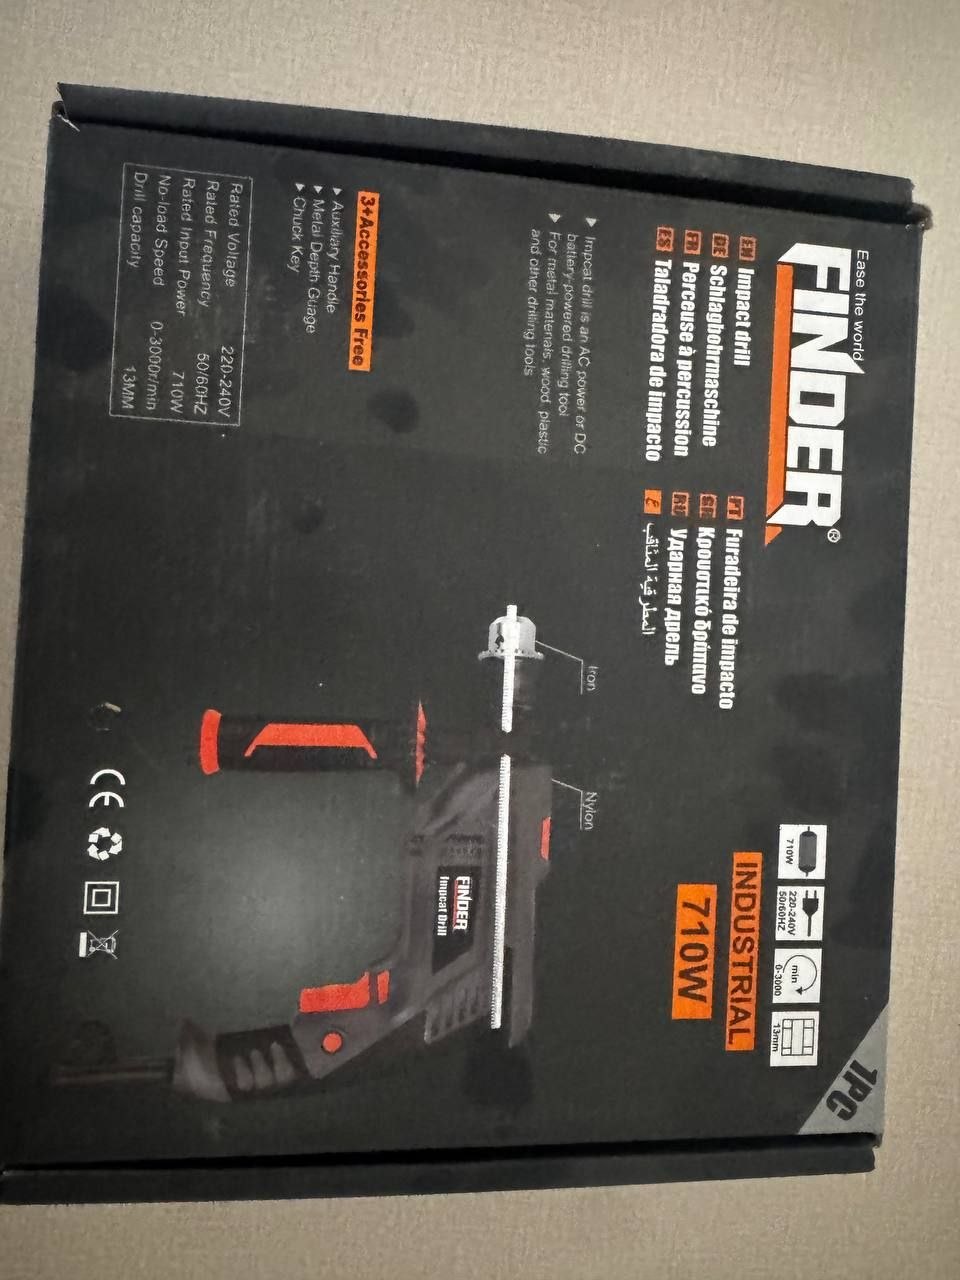 Ease the world
FINDER®
EN Impact drill
DE Schlagbohrmaschine
FR Perceuse à percussion
ES Taladradora de impacto
PT Furadeira de impacto
GR Κρουστικό δράπανο
RU Ударная дрель
ع المطرقية المثاقب
710W
220-240V
50/60HZ
min
0-3000
13mm
INDUSTRIAL
710W
1PC
Impcat drill is an AC power or DC
battery-powered drilling tool
For metal materials, wood, plastic
and other drilling tools
Iron
Nylon
FINDER
Impcat Drill
3+Accessories Free
Auxiliary Handle
Metal Depth Guage
Chuck Key
Rated Voltage 220-240V
Rated Frequency 50/60HZ
Rated Input Power 710W
No-load Speed 0-3000r/min
Drill capacity 13MM
CE